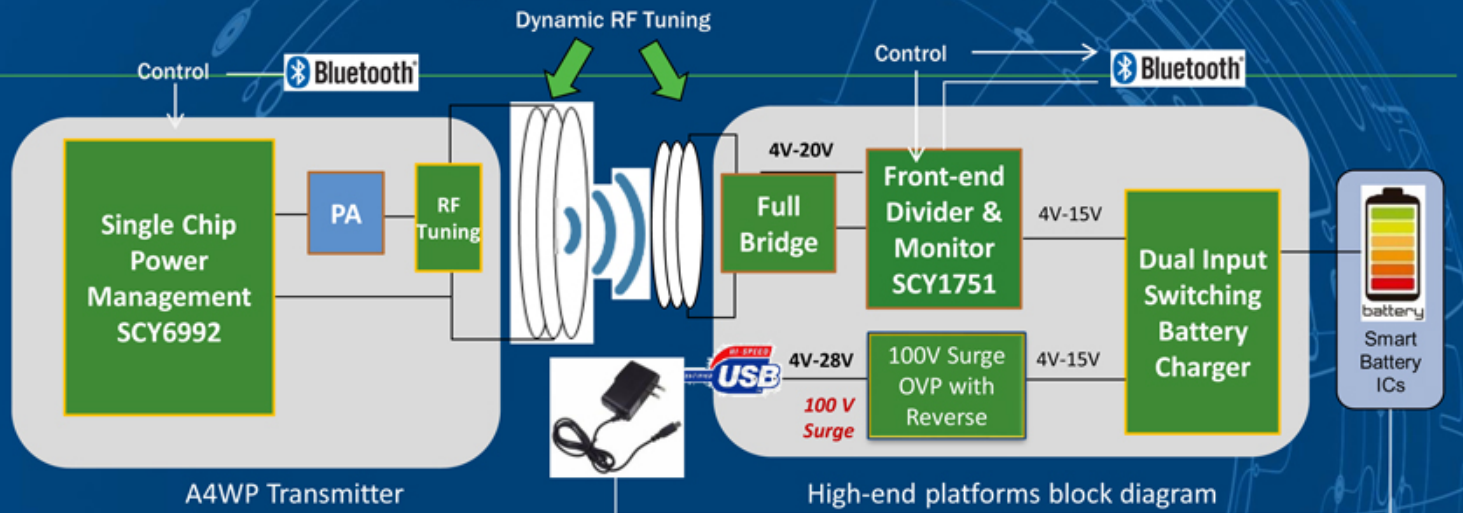 Dynamic RF Tuning
Control
Bluetooth
Control
Bluetooth
Single Chip
Power
Management
SCY6992
PA
RF
Tuning
Full
Bridge
4V-20V
Front-end
Divider &
Monitor
SCY1751
4V-15V
Dual Input
Switching
Battery
Charger
battery
Smart
Battery
ICs
HI-SPEED
USB
4V-28V
100 V
Surge
100V Surge
OVP with
Reverse
4V-15V
A4WP Transmitter
High-end platforms block diagram